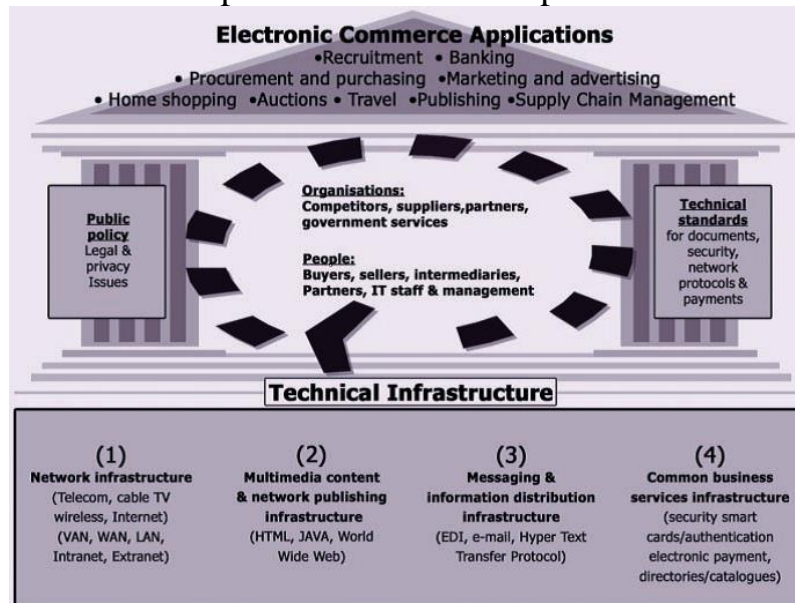 Electronic Commerce Applications
•Recruitment • Banking
• Procurement and purchasing •Marketing and advertising
• Home shopping •Auctions • Travel •Publishing •Supply Chain Management
Public
policy
Legal &
privacy
Issues
Organisations:
Competitors, suppliers,partners,
government services
People:
Buyers, sellers, intermediaries,
Partners, IT staff & management
Technical
standards
for documents,
security,
network
protocols &
payments
Technical Infrastructure
(1)
Network infrastructure
(Telecom, cable TV
wireless, Internet)
(VAN, WAN, LAN,
Intranet, Extranet)
(2)
Multimedia content
& network publishing
infrastructure
(HTML, JAVA, World
Wide Web)
(3)
Messaging &
information distribution
infrastructure
(EDI, e-mail, Hyper Text
Transfer Protocol)
(4)
Common business
services infrastructure
(security smart
cards/authentication
electronic payment,
directories/catalogues)